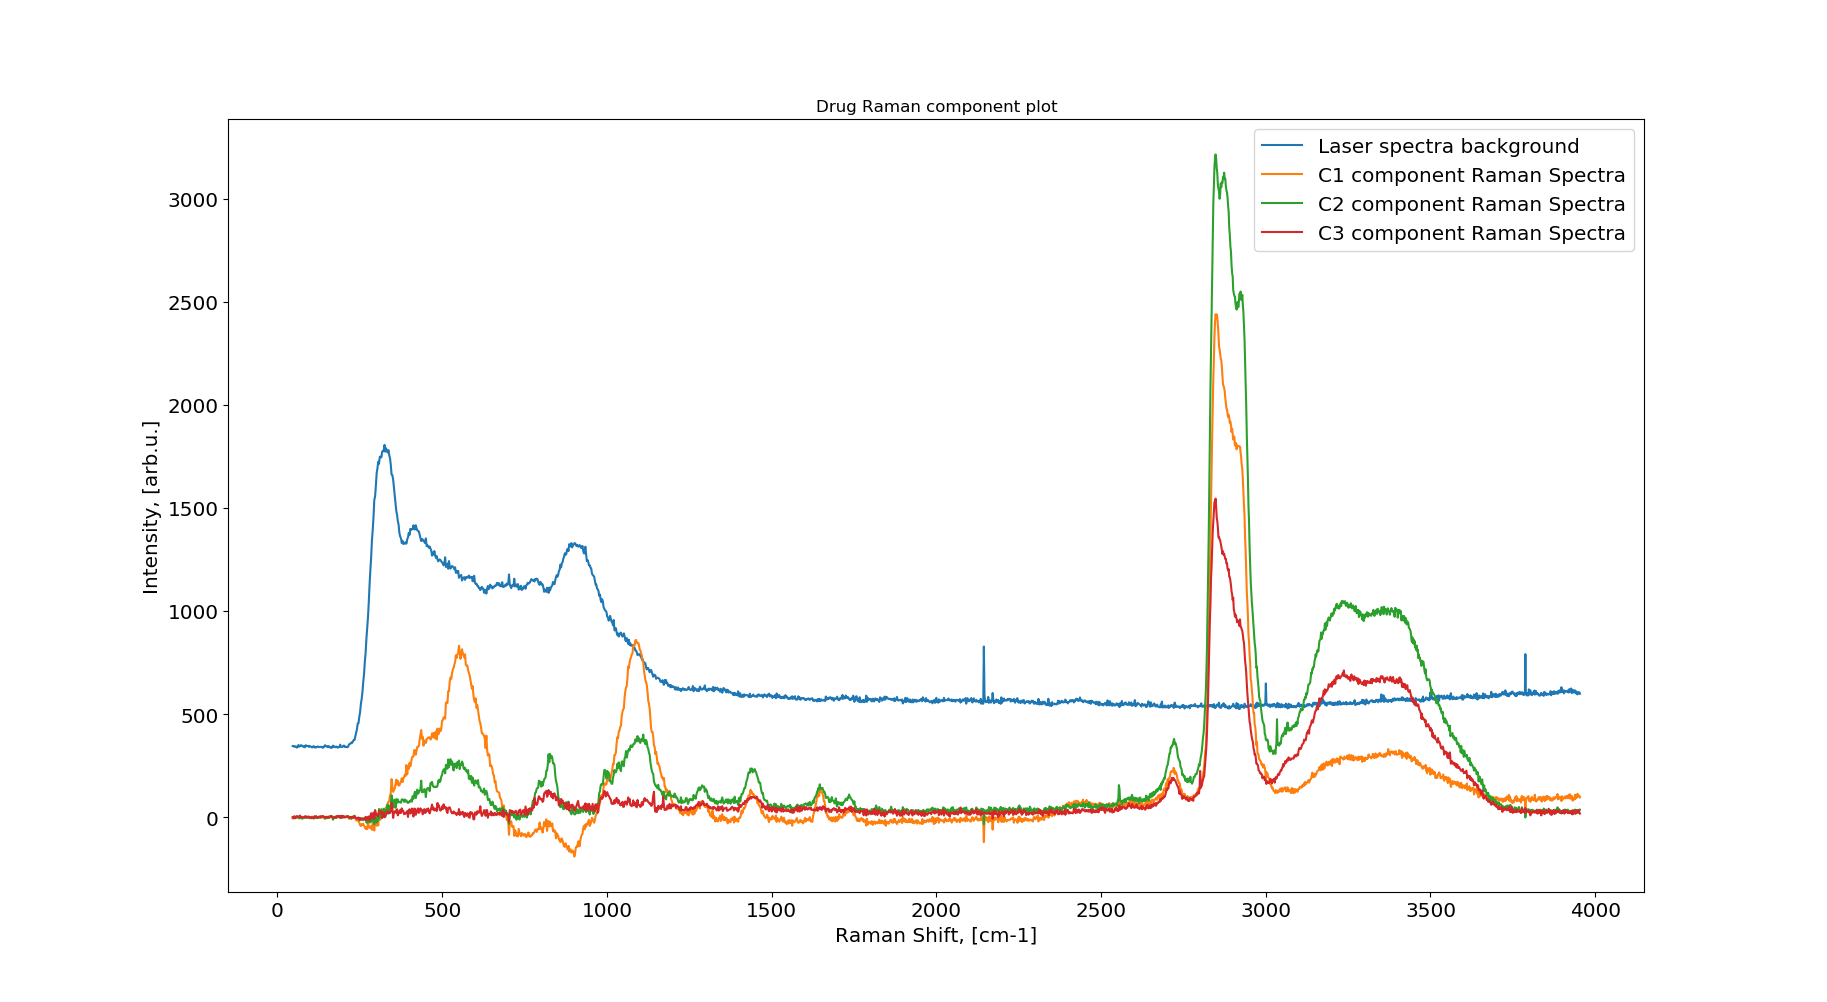 Drug Raman component plot
Laser spectra background
C1 component Raman Spectra
C2 component Raman Spectra
C3 component Raman Spectra
Intensity, [arb.u.]
3000
2500
2000
1500
1000
500
0
0 500 1000 1500 2000 2500 3000 3500 4000
Raman Shift, [cm-1]